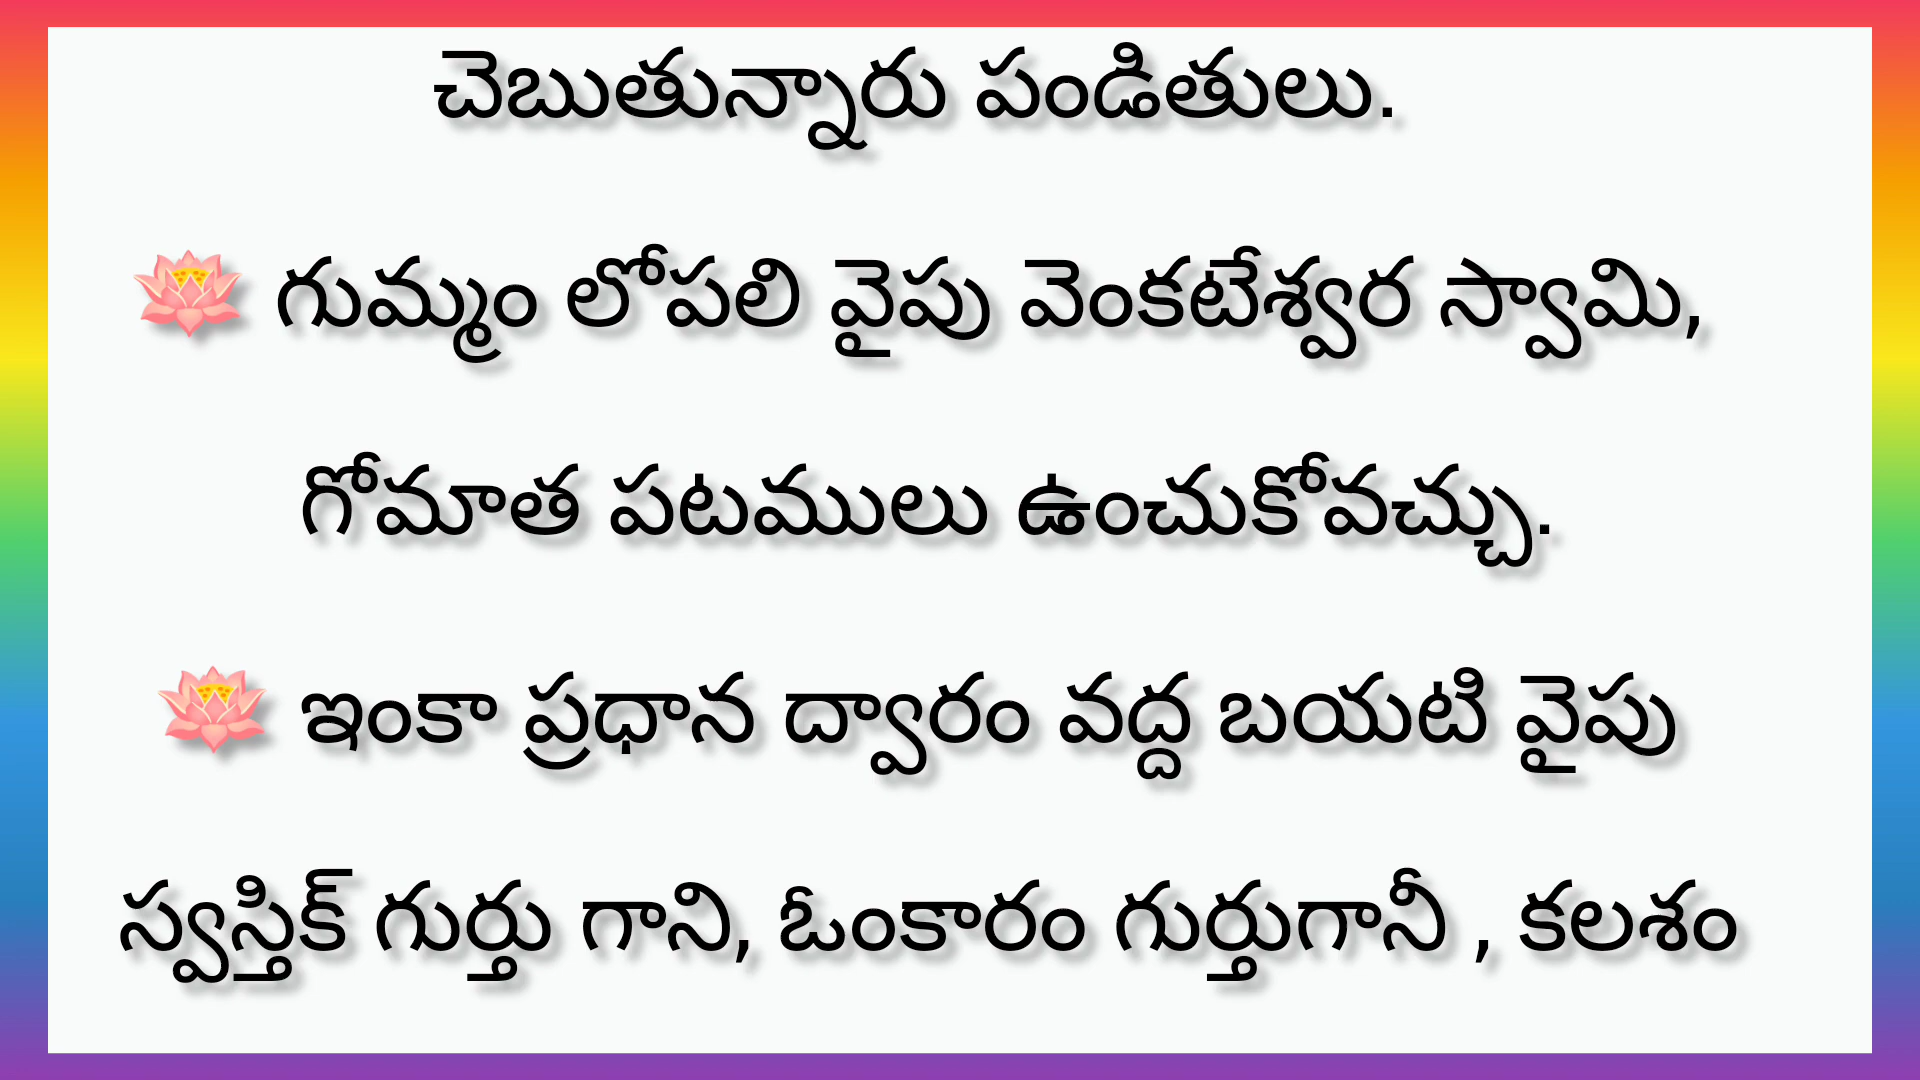 చెబుతున్నారు పండితులు.
🪷 గుమ్మం లోపలి వైపు వెంకటేశ్వర స్వామి,
గోమాత పటములు ఉంచుకోవచ్చు.
🪷 ఇంకా ప్రధాన ద్వారం వద్ద బయటి వైపు
స్వస్తిక్ గుర్తు గాని, ఓంకారం గుర్తుగానీ , కలశం